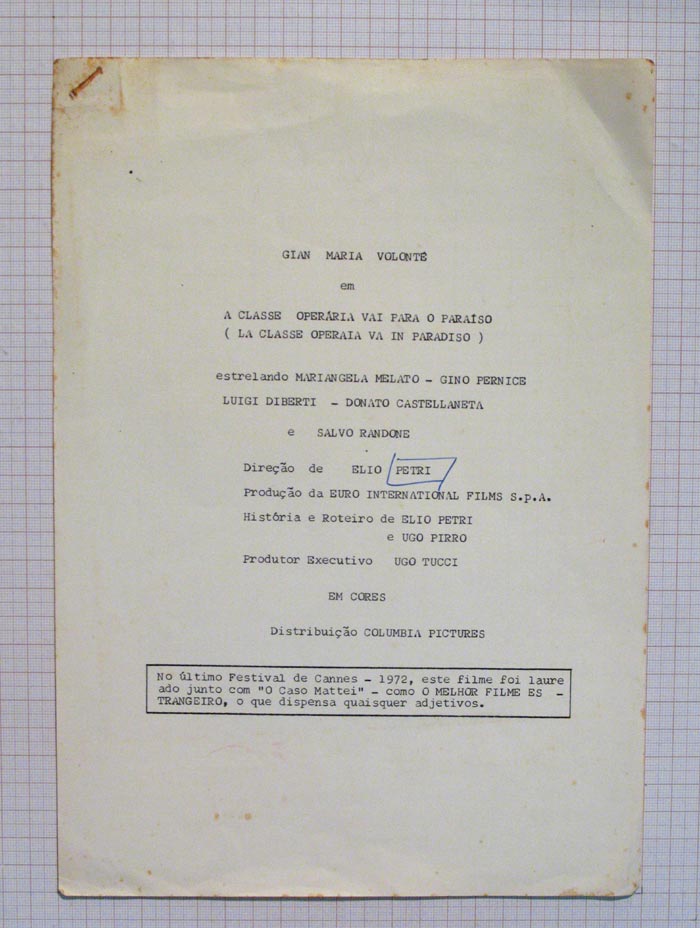 GIAN MARIA VOLONTÉ
em
A CLASSE OPERÁRIA VAI PARA O PARAÍSO
( LA CLASSE OPERAIA VA IN PARADISO )
estrelando MARIANGELA MELATO - GINO PERNICE
LUIGI DIBERTI - DONATO CASTELLANETA
e SALVO RANDONE
Direção de ELIO PETRI
Produção da EURO INTERNATIONAL FILMS S.p.A.
História e Roteiro de ELIO PETRI
e UGO PIRRO
Produtor Executivo UGO TUCCI
EM CORES
Distribuição COLUMBIA PICTURES
No último Festival de Cannes - 1972, este filme foi laure
ado junto com "O Caso Mattei" - como O MELHOR FILME ES -
TRANGEIRO, o que dispensa quaisquer adjetivos.